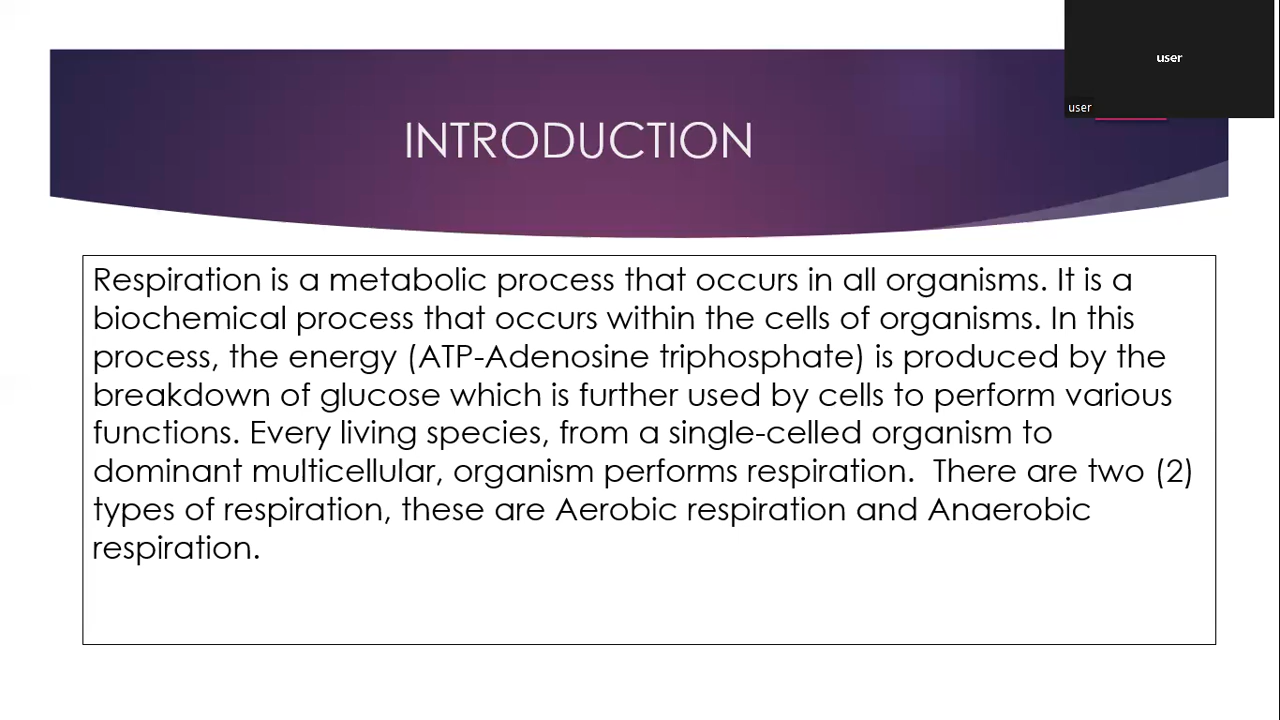 user
user
INTRODUCTION
Respiration is a metabolic process that occurs in all organisms. It is a
biochemical process that occurs within the cells of organisms. In this
process, the energy (ATP-Adenosine triphosphate) is produced by the
breakdown of glucose which is further used by cells to perform various
functions. Every living species, from a single-celled organism to
dominant multicellular, organism performs respiration.  There are two (2)
types of respiration, these are Aerobic respiration and Anaerobic
respiration.